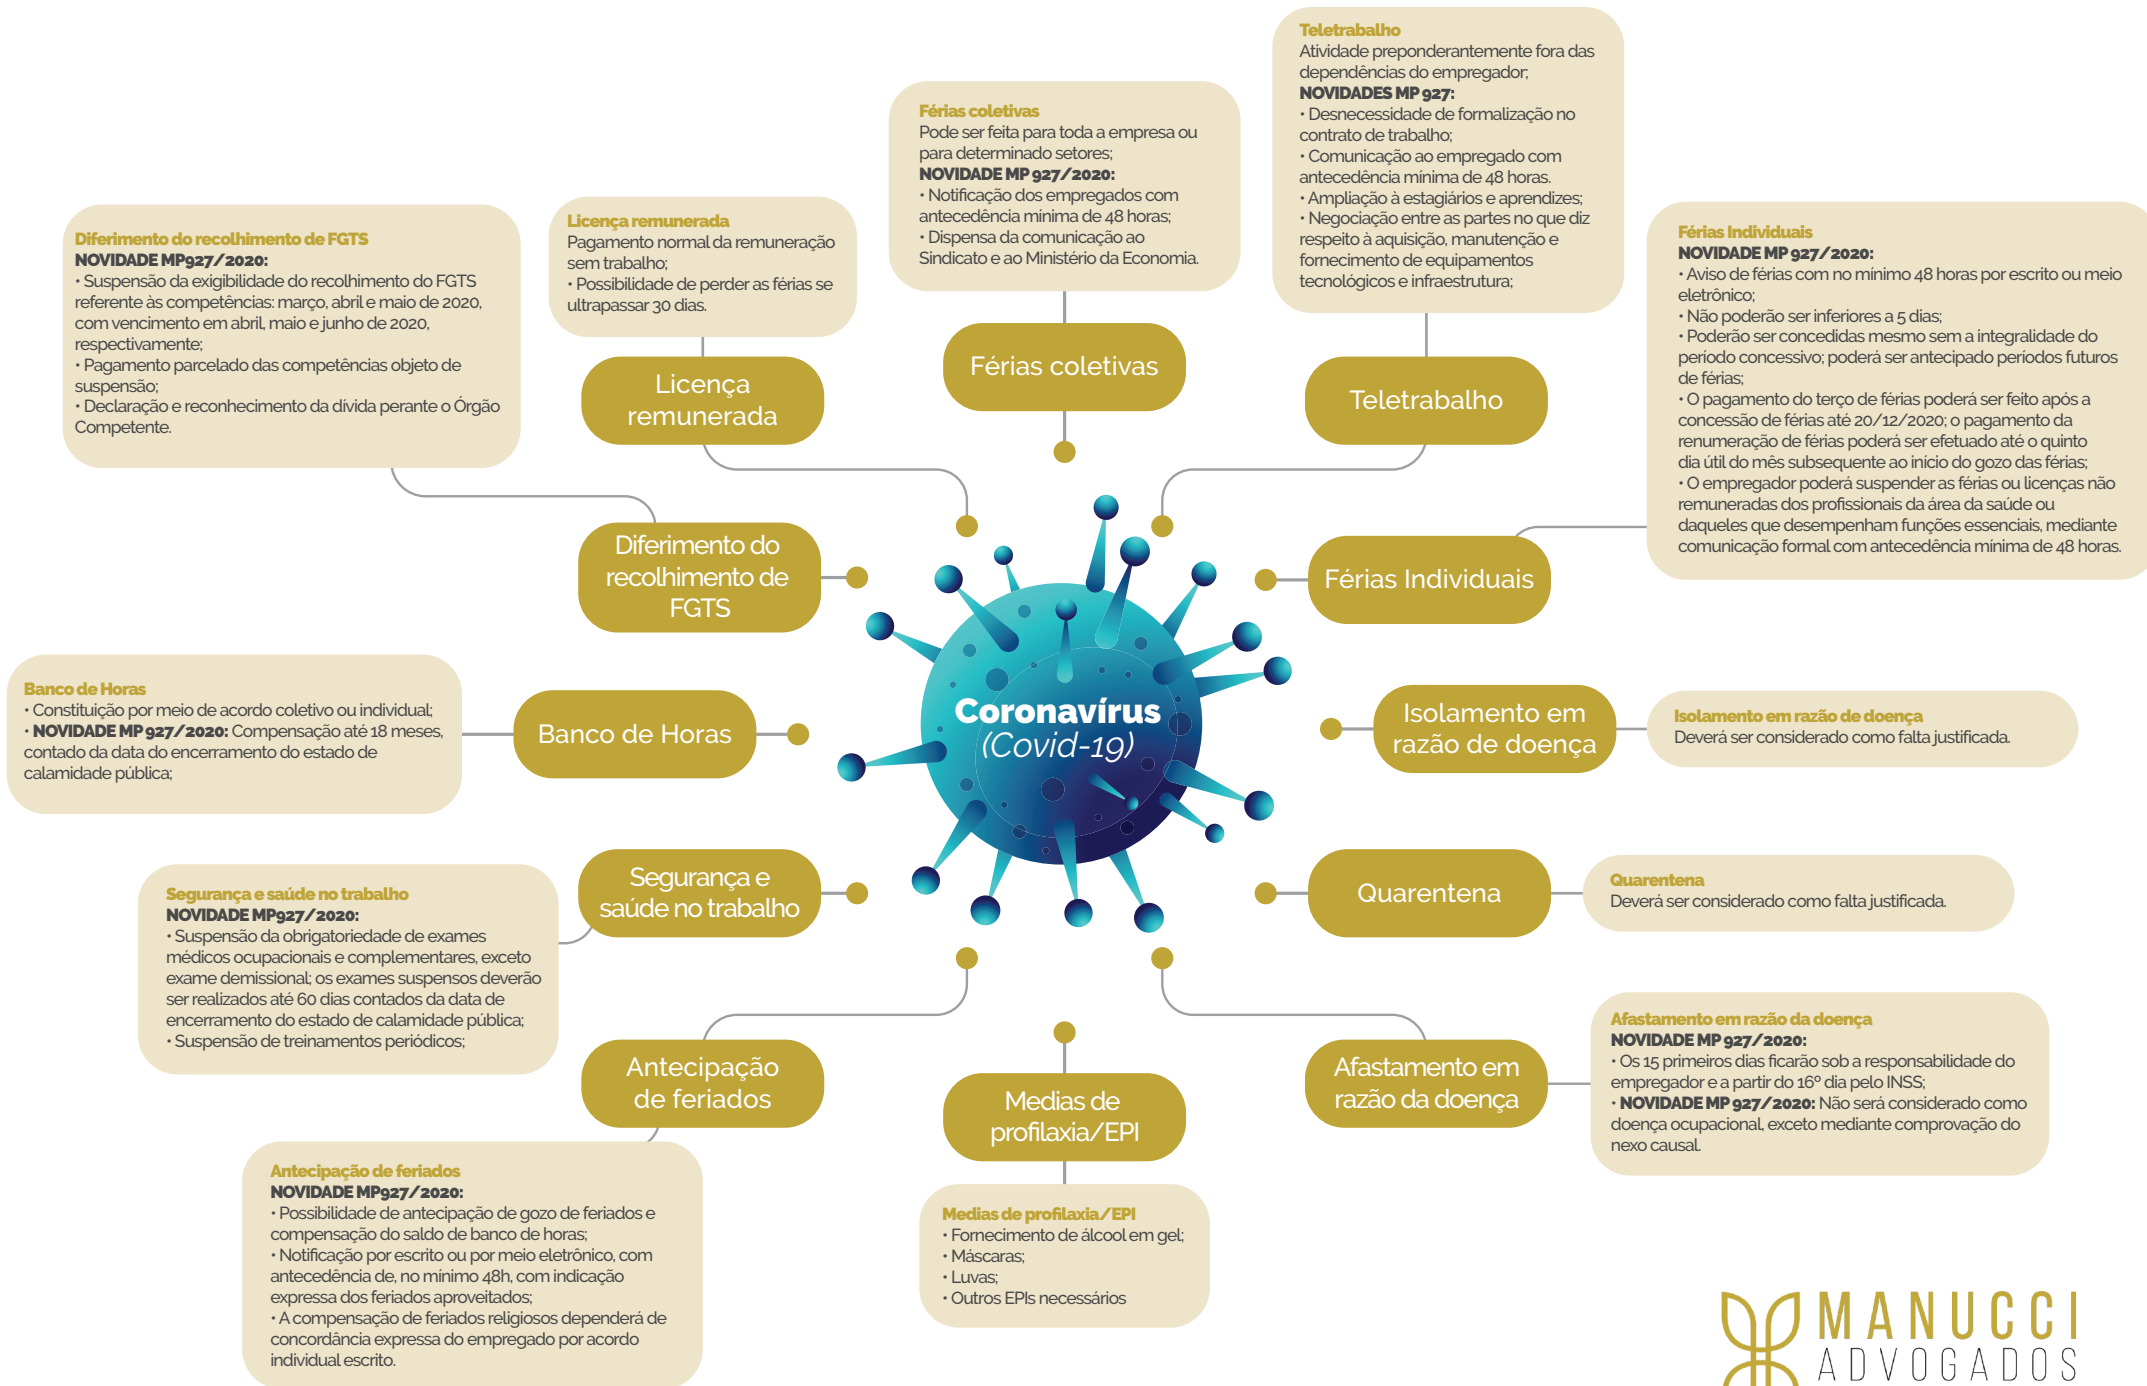 Teletrabalho
Atividade preponderantemente fora das
dependências do empregador;
NOVIDADES MP 927:
• Desnecessidade de formalização no
contrato de trabalho;
• Comunicação ao empregado com
antecedência mínima de 48 horas.
• Ampliação à estagiários e aprendizes;
• Negociação entre as partes no que diz
respeito à aquisição, manutenção e
fornecimento de equipamentos
tecnológicos e infraestrutura;
Férias coletivas
Pode ser feita para toda a empresa ou
para determinado setores;
NOVIDADE MP 927/2020:
• Notificação dos empregados com
antecedência mínima de 48 horas;
• Dispensa da comunicação ao
Sindicato e ao Ministério da Economia.
Licença remunerada
Pagamento normal da remuneração
sem trabalho;
• Possibilidade de perder as férias se
ultrapassar 30 dias.
Diferimento do recolhimento de FGTS
NOVIDADE MP927/2020:
• Suspensão da exigibilidade do recolhimento do FGTS
referente às competências: março, abril e maio de 2020,
com vencimento em abril, maio e junho de 2020,
respectivamente;
• Pagamento parcelado das competências objeto de
suspensão;
• Declaração e reconhecimento da dívida perante o Órgão
Competente.
Férias Individuais
NOVIDADE MP 927/2020:
• Aviso de férias com no mínimo 48 horas por escrito ou meio
eletrônico;
• Não poderão ser inferiores a 5 dias;
• Poderão ser concedidas mesmo sem a integralidade do
período concessivo; poderá ser antecipado períodos futuros
de férias;
• O pagamento do terço de férias poderá ser feito após a
concessão de férias até 20/12/2020; o pagamento da
renumeração de férias poderá ser efetuado até o quinto
dia útil do mês subsequente ao início do gozo das férias;
• O empregador poderá suspender as férias ou licenças não
remuneradas dos profissionais da área da saúde ou
daqueles que desempenham funções essenciais, mediante
comunicação formal com antecedência mínima de 48 horas.
Licença
remunerada
Férias coletivas
Teletrabalho
Diferimento do
recolhimento de
FGTS
Férias Individuais
Banco de Horas
• Constituição por meio de acordo coletivo ou individual;
• NOVIDADE MP 927/2020: Compensação até 18 meses,
contado da data do encerramento do estado de
calamidade pública;
Banco de Horas
Coronavírus
(Covid-19)
Isolamento em
razão de doença
Isolamento em razão de doença
Deverá ser considerado como falta justificada.
Segurança e saúde no trabalho
NOVIDADE MP927/2020:
• Suspensão da obrigatoriedade de exames
médicos ocupacionais e complementares, exceto
exame demissional; os exames suspensos deverão
ser realizados até 60 dias contados da data de
encerramento do estado de calamidade pública;
• Suspensão de treinamentos periódicos;
Segurança e
saúde no trabalho
Quarentena
Quarentena
Deverá ser considerado como falta justificada.
Antecipação
de feriados
Medias de
profilaxia/EPI
Afastamento em
razão da doença
Afastamento em razão da doença
NOVIDADE MP 927/2020:
• Os 15 primeiros dias ficarão sob a responsabilidade do
empregador e a partir do 16º dia pelo INSS;
• NOVIDADE MP 927/2020: Não será considerado como
doença ocupacional, exceto mediante comprovação do
nexo causal.
Antecipação de feriados
NOVIDADE MP927/2020:
• Possibilidade de antecipação de gozo de feriados e
compensação do saldo de banco de horas;
• Notificação por escrito ou por meio eletrônico, com
antecedência de, no mínimo 48h, com indicação
expressa dos feriados aproveitados;
• A compensação de feriados religiosos dependerá de
concordância expressa do empregado por acordo
individual escrito.
Medias de profilaxia/EPI
• Fornecimento de álcool em gel;
• Máscaras;
• Luvas;
• Outros EPIs necessários
MANUCCI
ADVOGADOS